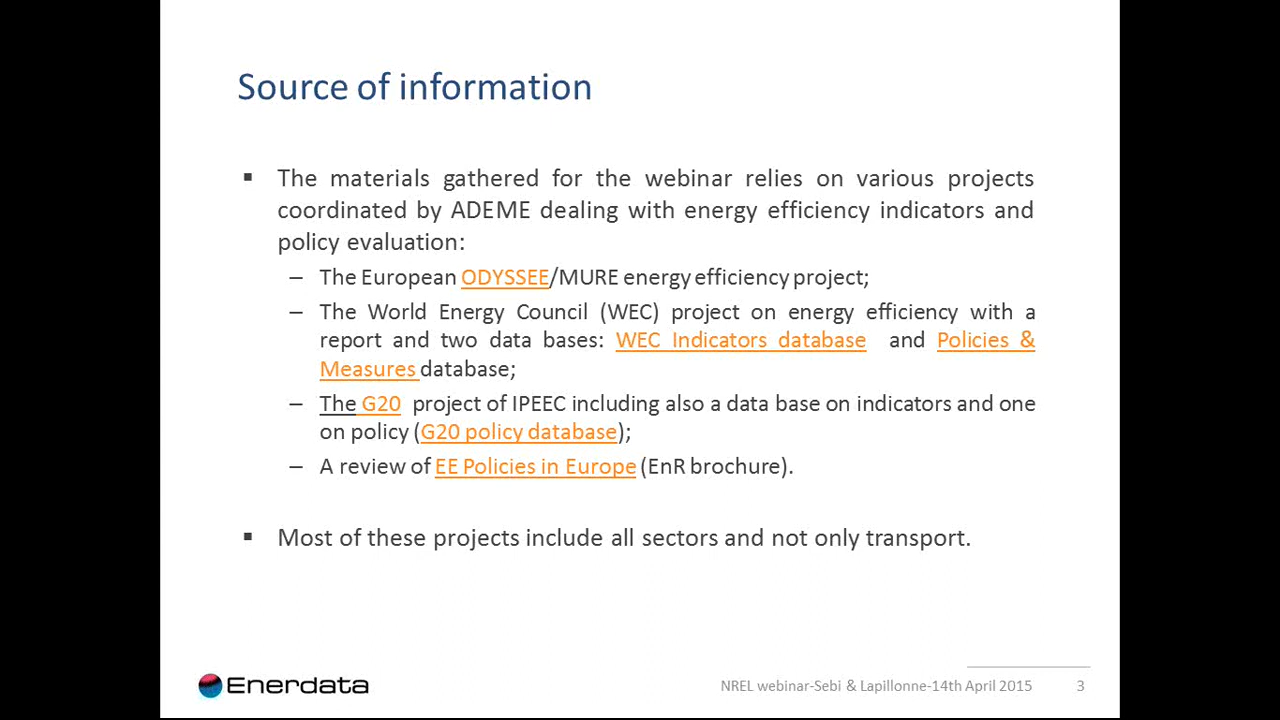 Source of information
▪ The materials gathered for the webinar relies on various projects
coordinated by ADEME dealing with energy efficiency indicators and
policy evaluation:
– The European ODYSSEE/MURE energy efficiency project;
– The World Energy Council (WEC) project on energy efficiency with a
report and two data bases: WEC Indicators database and Policies &
Measures database;
– The G20 project of IPEEC including also a data base on indicators and one
on policy (G20 policy database);
– A review of EE Policies in Europe (EnR brochure).
▪ Most of these projects include all sectors and not only transport.
Enerdata
NREL webinar-Sebi & Lapillonne-14th April 2015 3